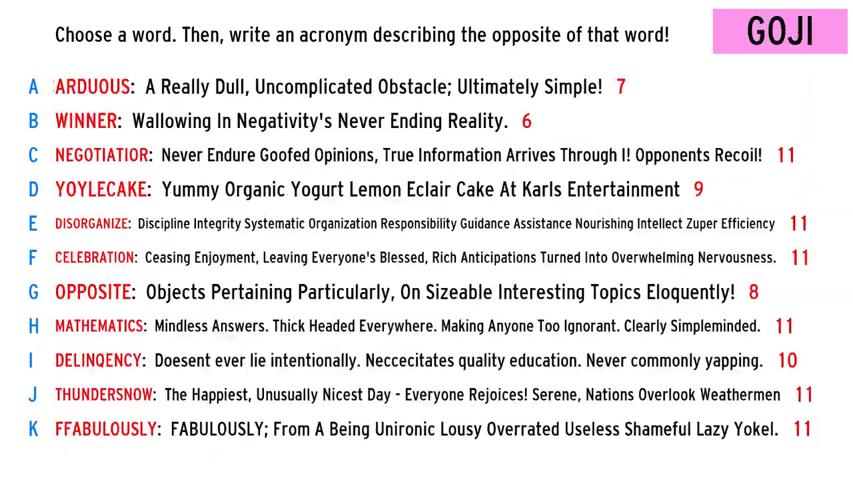 Choose a word. Then, write an acronym describing the opposite of that word!
GOJI
A ARDUOUS: A Really Dull, Uncomplicated Obstacle; Ultimately Simple! 7
B WINNER: Wallowing In Negativity's Never Ending Reality. 6
C NEGOTIATIOR: Never Endure Goofed Opinions, True Information Arrives Through I! Opponents Recoil! 11
D YOYLECAKE: Yummy Organic Yogurt Lemon Eclair Cake At Karls Entertainment 9
E DISORGANIZE: Discipline Integrity Systematic Organization Responsibility Guidance Assistance Nourishing Intellect Zuper Efficiency 11
F CELEBRATION: Ceasing Enjoyment, Leaving Everyone's Blessed, Rich Anticipations Turned Into Overwhelming Nervousness. 11
G OPPOSITE: Objects Pertaining Particularly, On Sizeable Interesting Topics Eloquently! 8
H MATHEMATICS: Mindless Answers. Thick Headed Everywhere. Making Anyone Too Ignorant. Clearly Simpleminded. 11
I DELINQENCY: Doesent ever lie intentionally. Neccecitates quality education. Never commonly yapping. 10
J THUNDERSNOW: The Happiest, Unusually Nicest Day - Everyone Rejoices! Serene, Nations Overlook Weathermen 11
K FFABULOUSLY: FABULOUSLY; From A Being Unironic Lousy Overrated Useless Shameful Lazy Yokel. 11